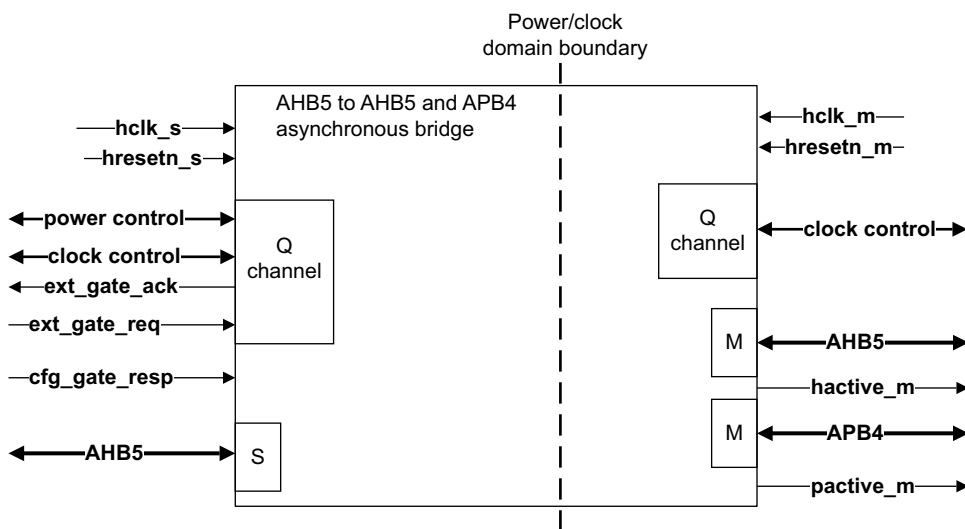 Power/clock
domain boundary
AHB5 to AHB5 and APB4
asynchronous bridge
hclk_s
hresetn_s
power control
clock control
ext_gate_ack
ext_gate_req
cfg_gate_resp
AHB5
Q
channel
S
hclk_m
hresetn_m
Q
channel
clock control
M
AHB5
hactive_m
M
APB4
pactive_m